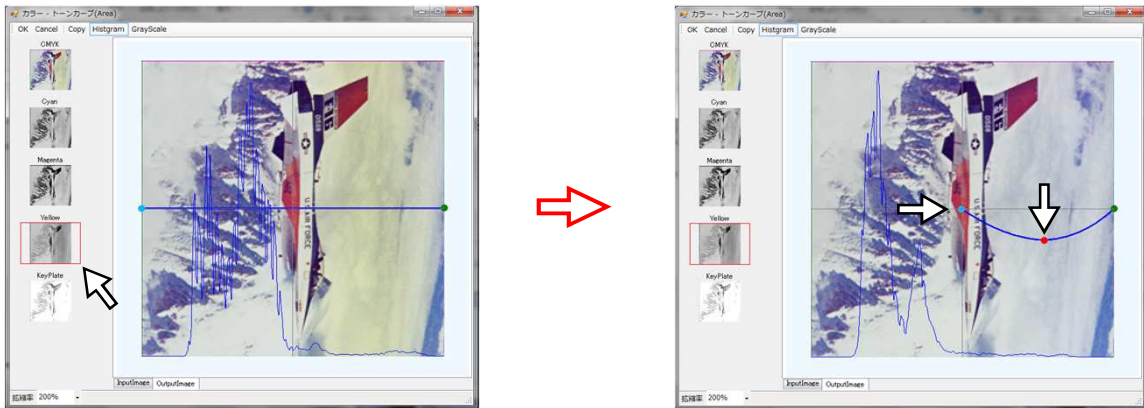 カラー - トーンカーブ(Area)
OK Cancel Copy Histgram GrayScale
CMYK
Cyan
Magenta
Yellow
KeyPlate
U.S. AIR FORCE
InputImage OutputImage
拡縮率 200%
カラー - トーンカーブ(Area)
OK Cancel Copy Histgram GrayScale
CMYK
Cyan
Magenta
Yellow
KeyPlate
U.S. AIR FORCE
InputImage OutputImage
拡縮率 200%